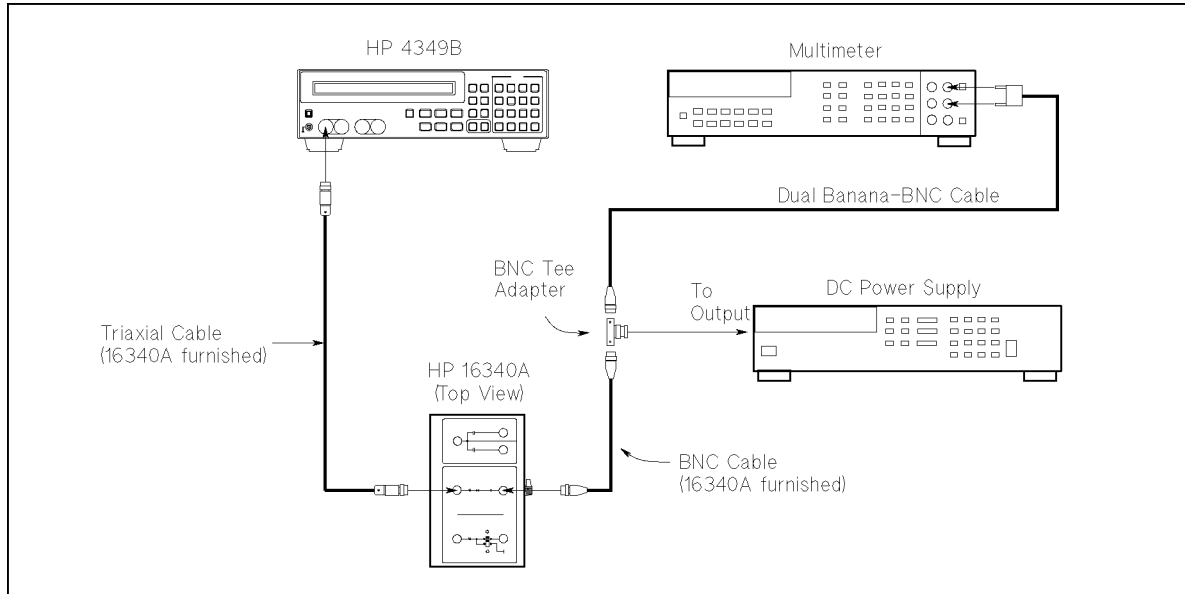 HP 4349B
Multimeter
Dual Banana-BNC Cable
BNC Tee
Adapter
To
Output
DC Power Supply
Triaxial Cable
(16340A furnished)
HP 16340A
(Top View)
BNC Cable
(16340A furnished)